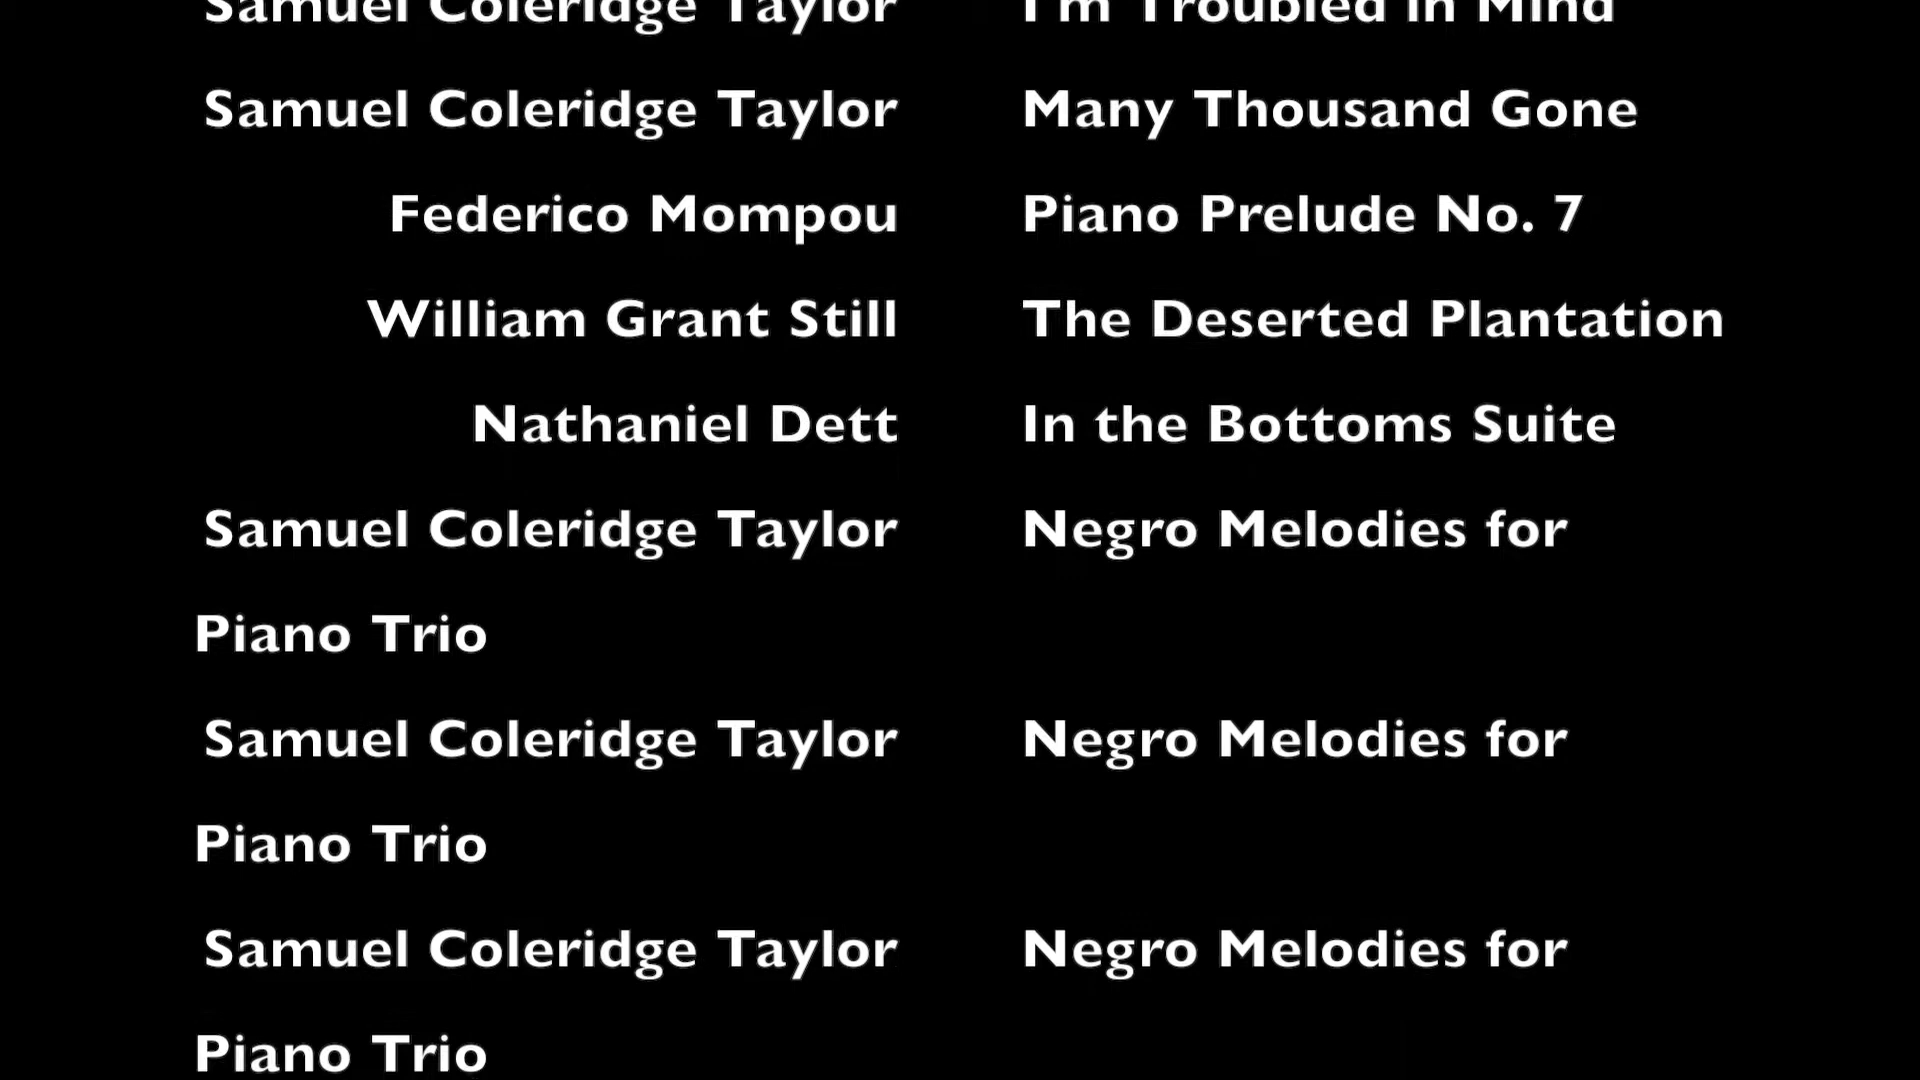 Samuel Coleridge Taylor I'm Troubled in Mind
Samuel Coleridge Taylor Many Thousand Gone
Federico Mompou Piano Prelude No. 7
William Grant Still The Deserted Plantation
Nathaniel Dett In the Bottoms Suite
Samuel Coleridge Taylor Negro Melodies for
Piano Trio
Samuel Coleridge Taylor Negro Melodies for
Piano Trio
Samuel Coleridge Taylor Negro Melodies for
Piano Trio